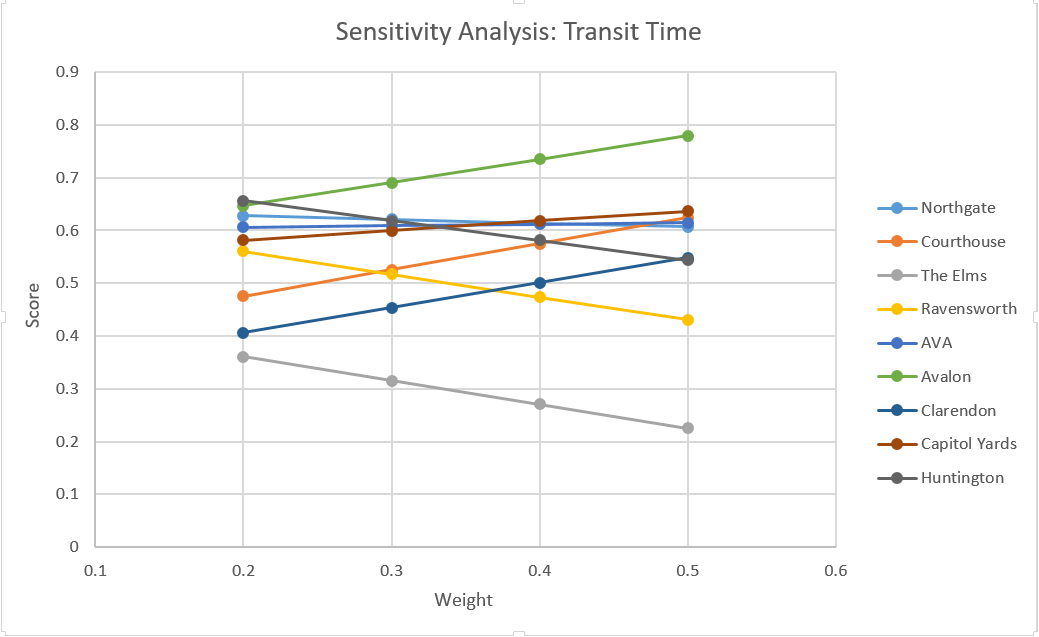 Sensitivity Analysis: Transit Time
0.9
0.8
0.7
0.6
0.5
0.4
0.3
0.2
0.1
0
Score
0.1 0.2 0.3 0.4 0.5 0.6
Weight
Northgate
Courthouse
The Elms
Ravensworth
AVA
Avalon
Clarendon
Capitol Yards
Huntington